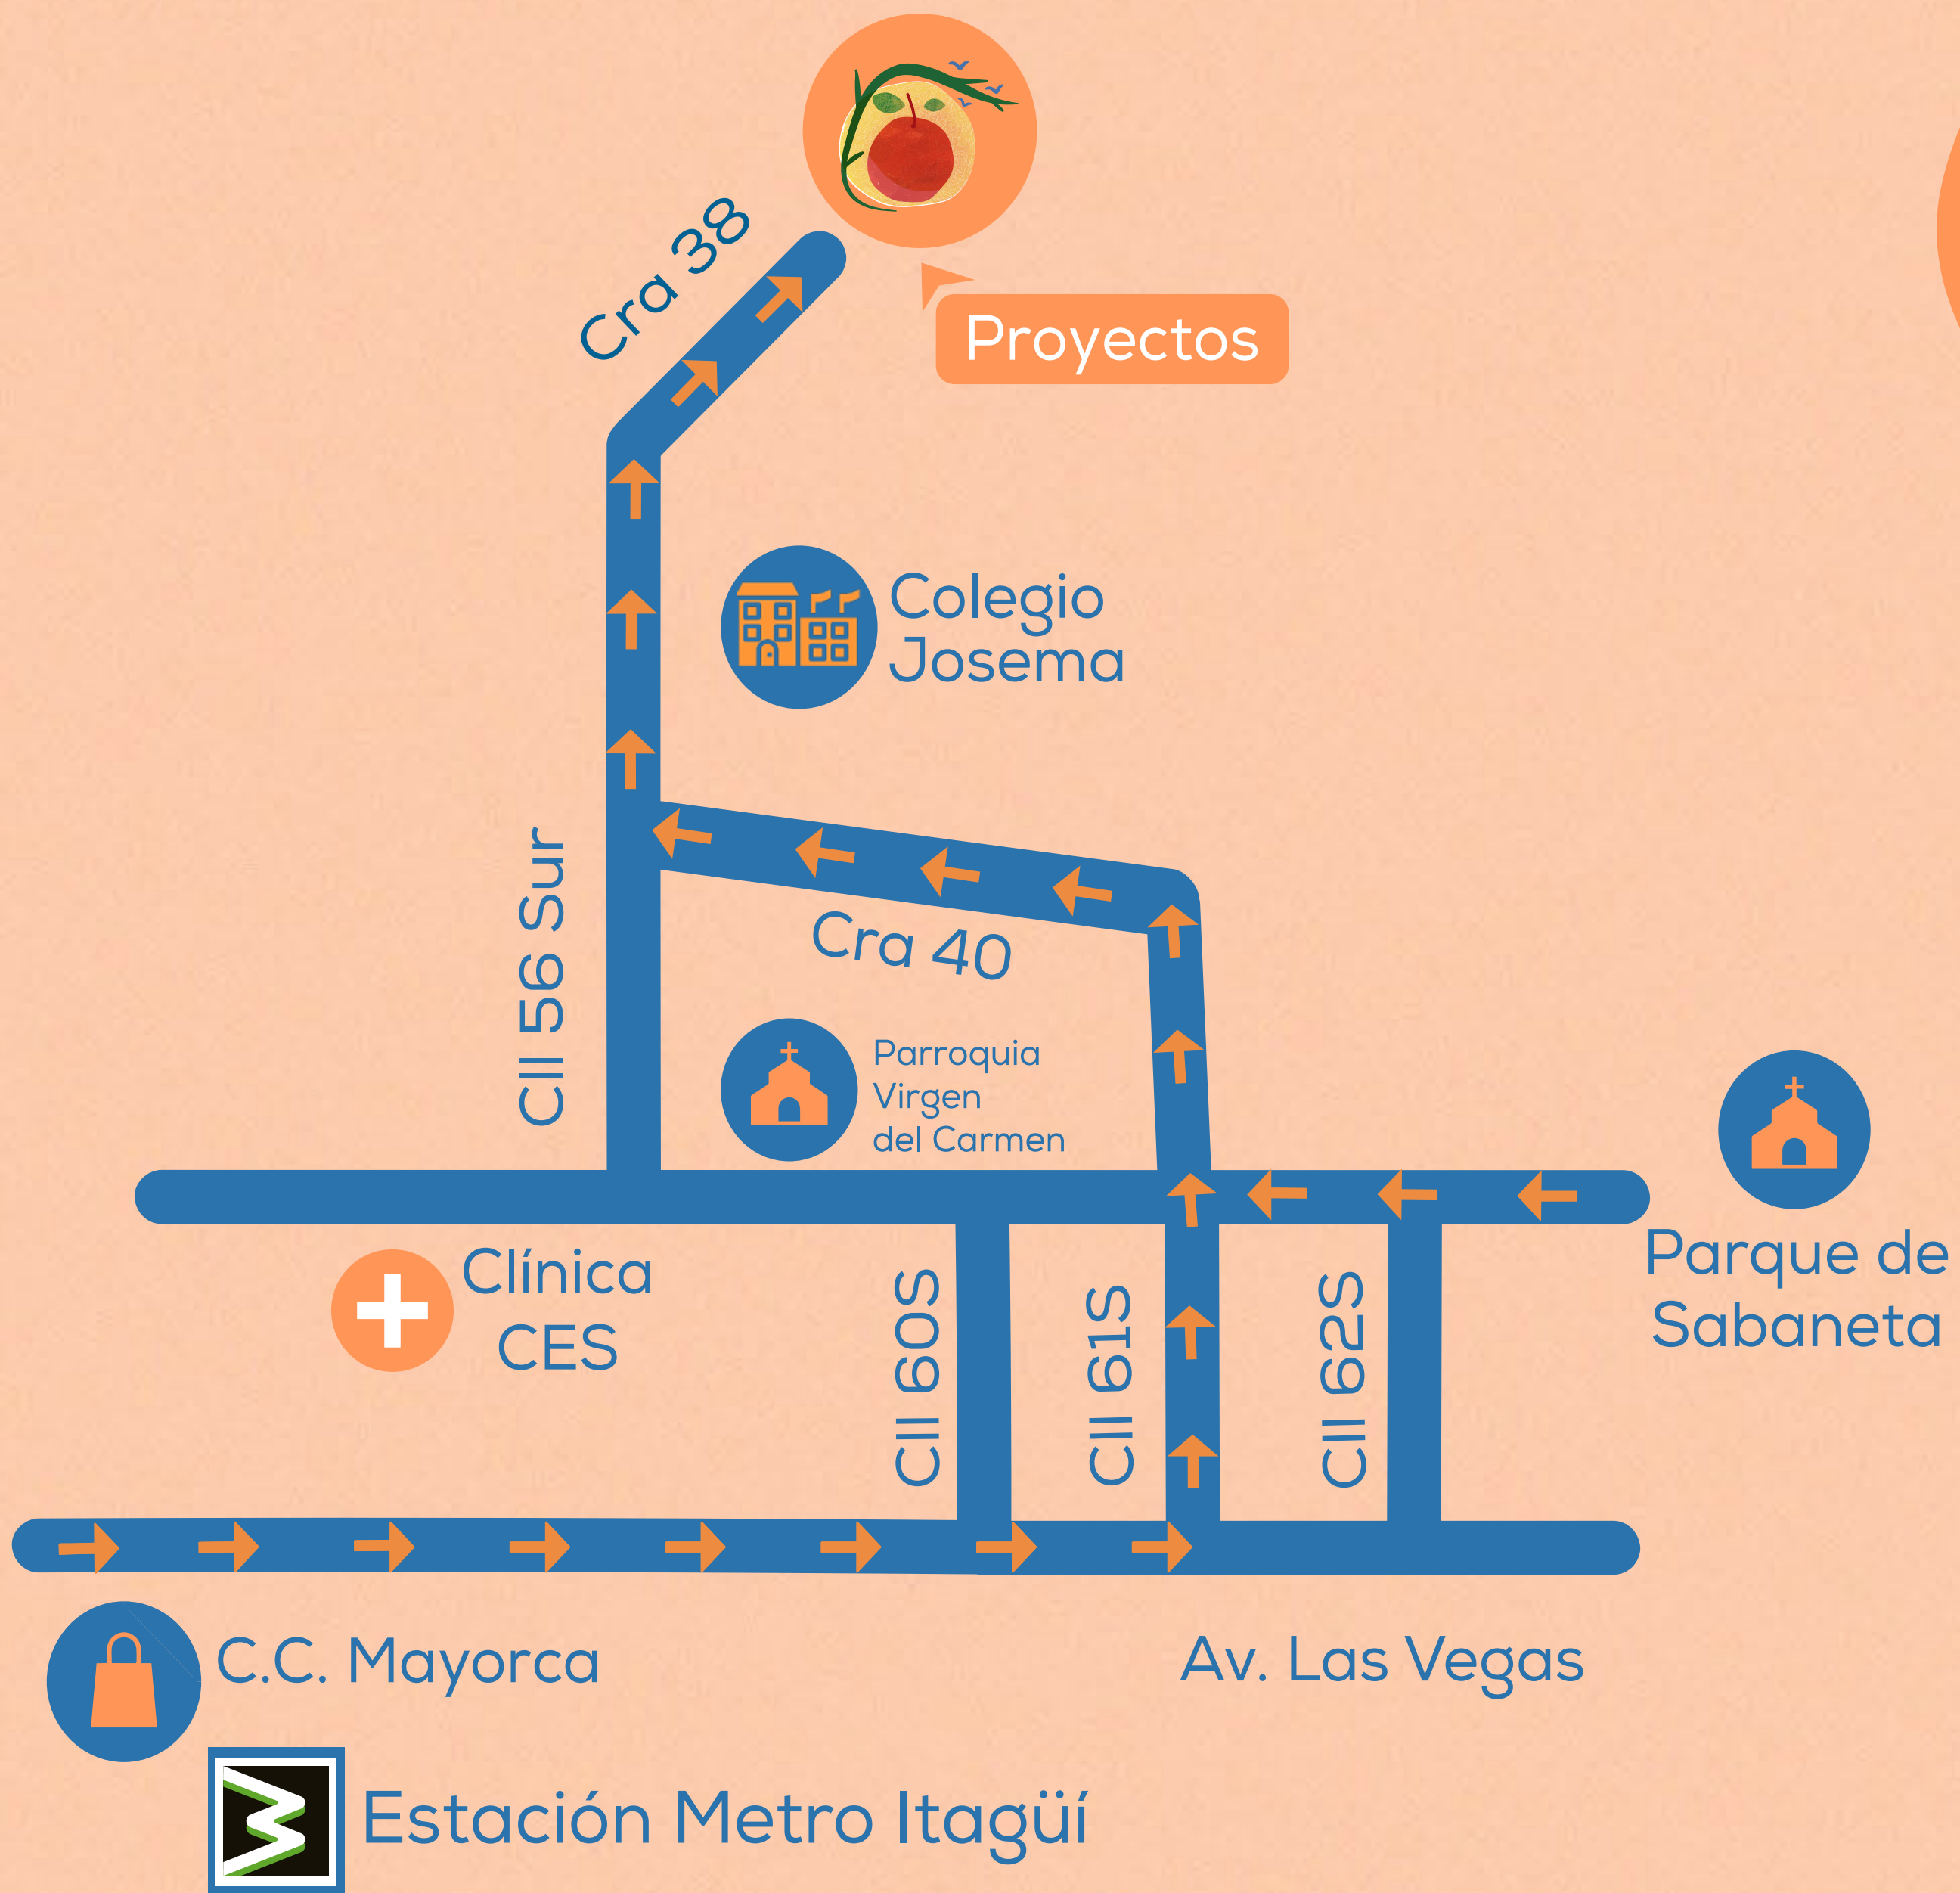 Cra 38
Proyectos
Colegio
Josema
Cll 56 Sur
Cra 40
Parroquia
Virgen
del Carmen
Clínica
CES
Cll 60S
Cll 61S
Cll 62S
Parque de
Sabaneta
C.C. Mayorca
Av. Las Vegas
Estación Metro Itagüí